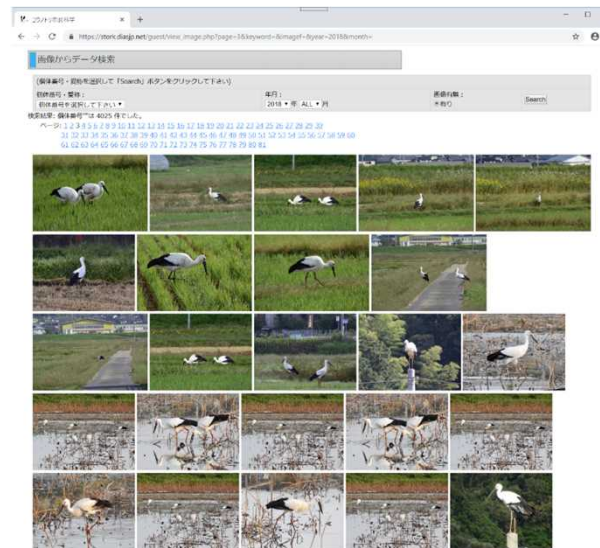 コウノトリ市民科学
https://stork.diasjp.net/guest/view_image.php?page=3&keyword=&imageF=&year=2018&month=
画像からデータ検索
(個体番号・愛称を選択して「Search」ボタンをクリックして下さい)
個体番号・愛称： 年月： 画像有無：
個体番号を選択して下さい 2018 年 ALL 月 Search
検索結果: 個体番号""は 4025 件でした。
ページ: 1 2 3 4 5 6 7 8 9 10 11 12 13 14 15 16 17 18 19 20 21 22 23 24 25 26 27 28 29 30
31 32 33 34 35 36 37 38 39 40 41 42 43 44 45 46 47 48 49 50 51 52 53 54 55 56 57 58 59 60
61 62 63 64 65 66 67 68 69 70 71 72 73 74 75 76 77 78 79 80 81